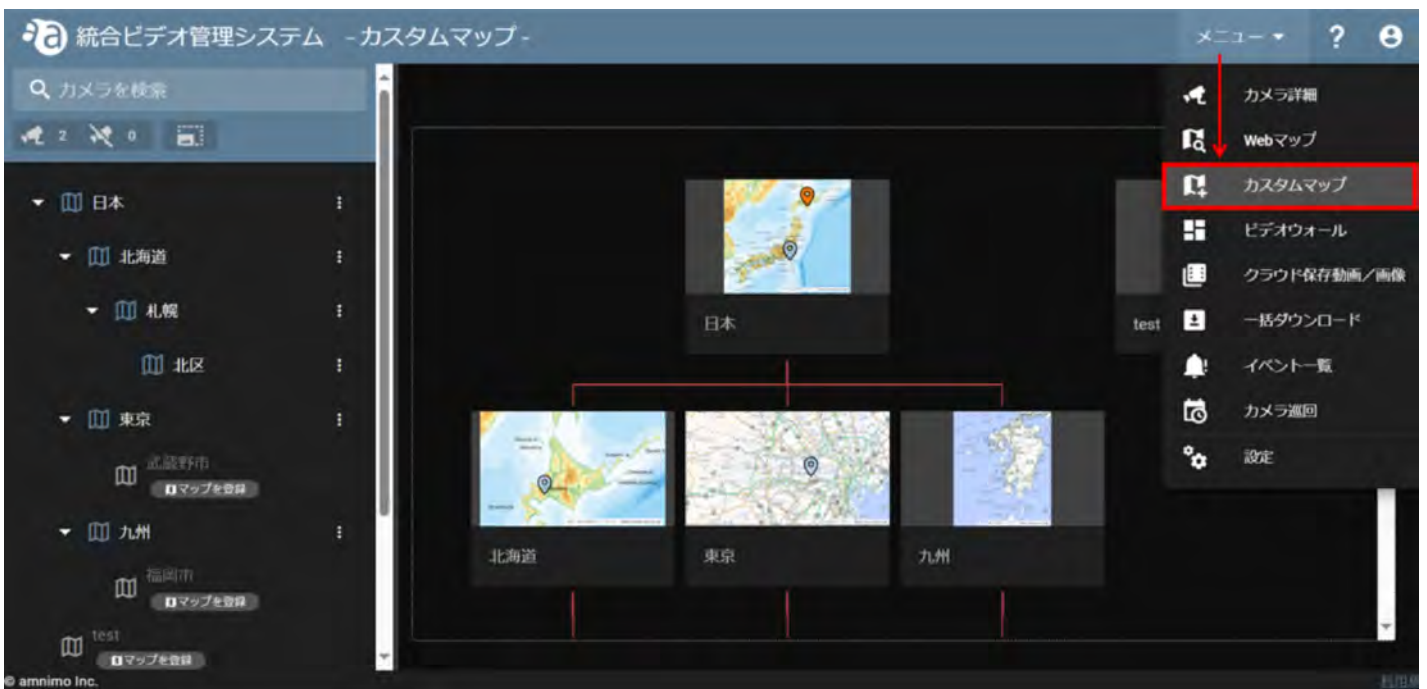 統合ビデオ管理システム - カスタムマップ -
メニュー
?
カメラを検索
2 0
日本
北海道
札幌
北区
東京
武蔵野市
マップを登録
九州
福岡市
マップを登録
test
マップを登録
日本
test
北海道
東京
九州
カメラ詳細
Webマップ
カスタムマップ
ビデオウォール
クラウド保存動画／画像
一括ダウンロード
イベント一覧
カメラ巡回
設定
© amnimo Inc.